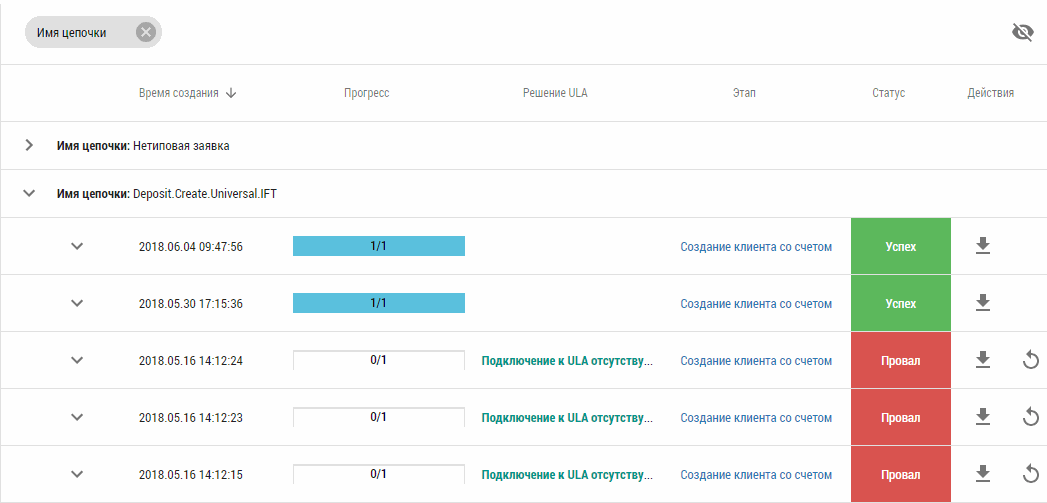 Имя цепочки
Время создания Прогресс Решение ULA Этап Статус Действия
Имя цепочки: Нетиповая заявка
Имя цепочки: Deposit.Create.Universal.IFT
2018.06.04 09:47:56 1/1 Создание клиента со счетом Успех
2018.05.30 17:15:36 1/1 Создание клиента со счетом Успех
2018.05.16 14:12:24 0/1 Подключение к ULA отсутству... Создание клиента со счетом Провал
2018.05.16 14:12:23 0/1 Подключение к ULA отсутству... Создание клиента со счетом Провал
2018.05.16 14:12:15 0/1 Подключение к ULA отсутству... Создание клиента со счетом Провал